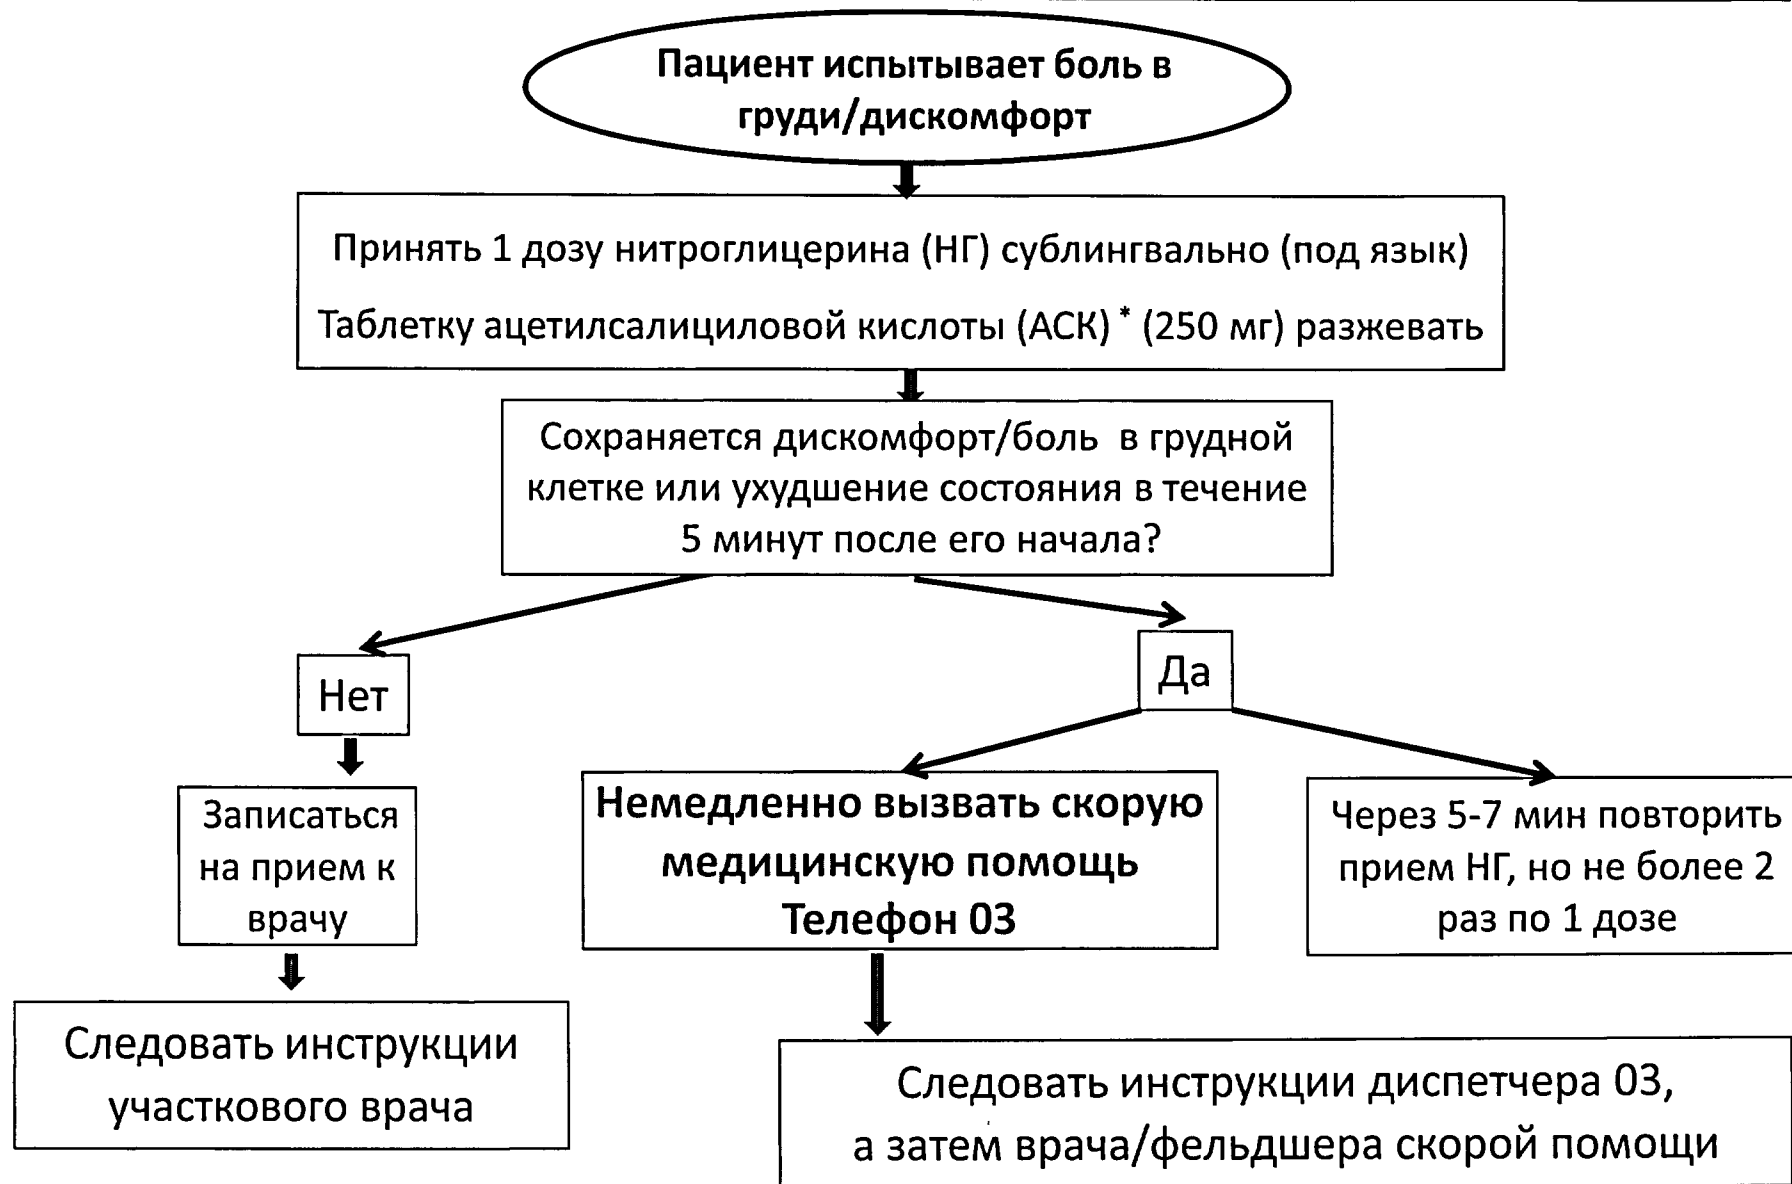 Пациент испытывает боль в
груди/дискомфорт
Принять 1 дозу нитроглицерина (НГ) сублингвально (под язык)
Таблетку ацетилсалициловой кислоты (АСК) * (250 мг) разжевать
Сохраняется дискомфорт/боль в грудной
клетке или ухудшение состояния в течение
5 минут после его начала?
Нет
Да
Записаться
на прием к
врачу
Немедленно вызвать скорую
медицинскую помощь
Телефон 03
Через 5-7 мин повторить
прием НГ, но не более 2
раз по 1 дозе
Следовать инструкции
участкового врача
Следовать инструкции диспетчера 03,
а затем врача/фельдшера скорой помощи